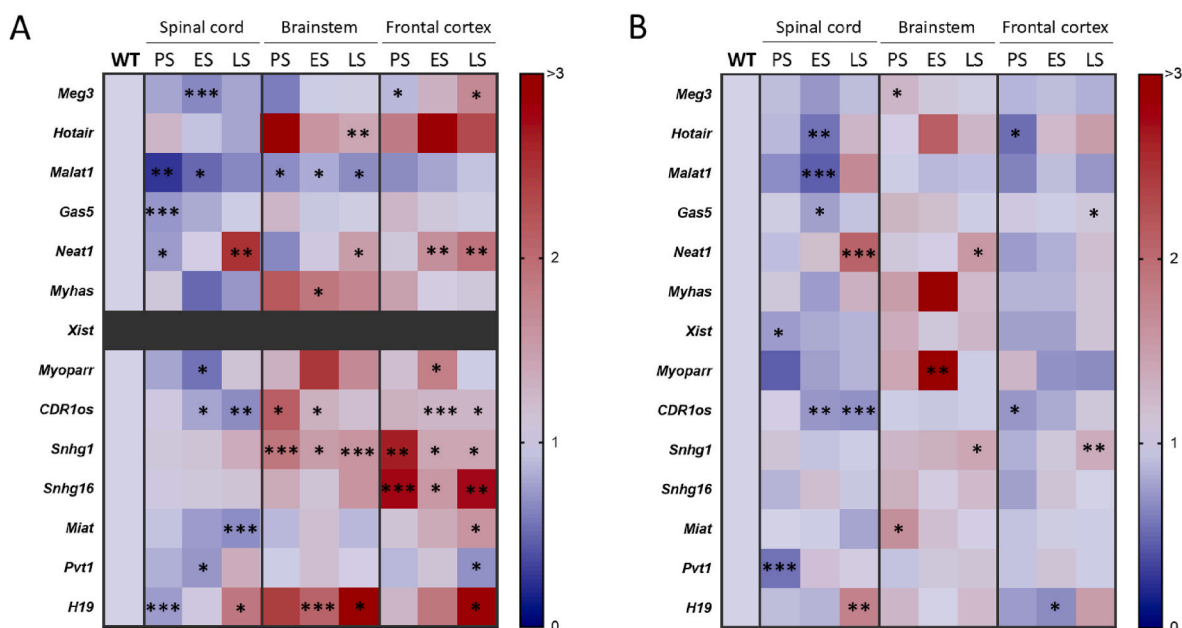 A
Spinal cord Brainstem Frontal cortex
WT PS ES LS PS ES LS PS ES LS
Meg3 *** * *
Hotair **
Malat1 ** * * * *
Gas5 ***
Neat1 * ** * ** **
Myhas *
Xist
Myoparr * *
CDR1os * ** * * *** *
Snhg1 *** * *** ** * *
Snhg16 *** * **
Miat *** *
Pvt1 * *
H19 *** * *** * *
>3
2
1
0
B
Spinal cord Brainstem Frontal cortex
WT PS ES LS PS ES LS PS ES LS
Meg3 *
Hotair ** *
Malat1 ***
Gas5 * *
Neat1 *** *
Myhas
Xist *
Myoparr **
CDR1os ** *** *
Snhg1 * **
Snhg16
Miat *
Pvt1 ***
H19 ** *
>3
2
1
0